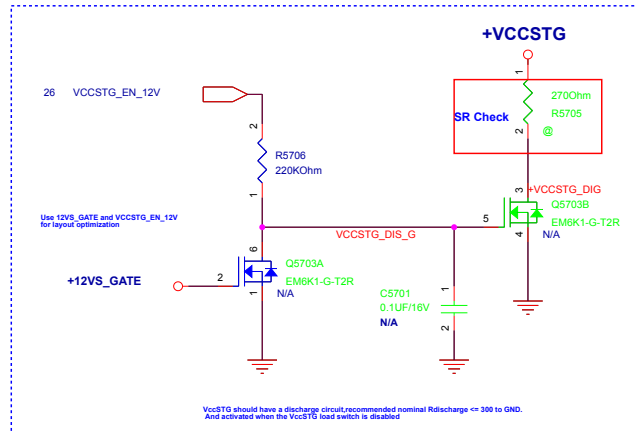 +VCCSTG
1
26 VCCSTG_EN_12V
270Ohm
SR Check
R5705
2
@
2
R5706
220KOhm
1
3
+VCCSTG_DIG
Q5703B
Use 12VS_GATE and VCCSTG_EN_12V
for layout optimization
5
EM6K1-G-T2R
VCCSTG_DIS_G
4
N/A
6
Q5703A
+12VS_GATE
2
EM6K1-G-T2R
N/A
1
C5701
1
0.1UF/16V
N/A
2
VccSTG should have a discharge circuit,recommended nominal Rdischarge <= 300 to GND.
And activated when the VccSTG load switch is disabled